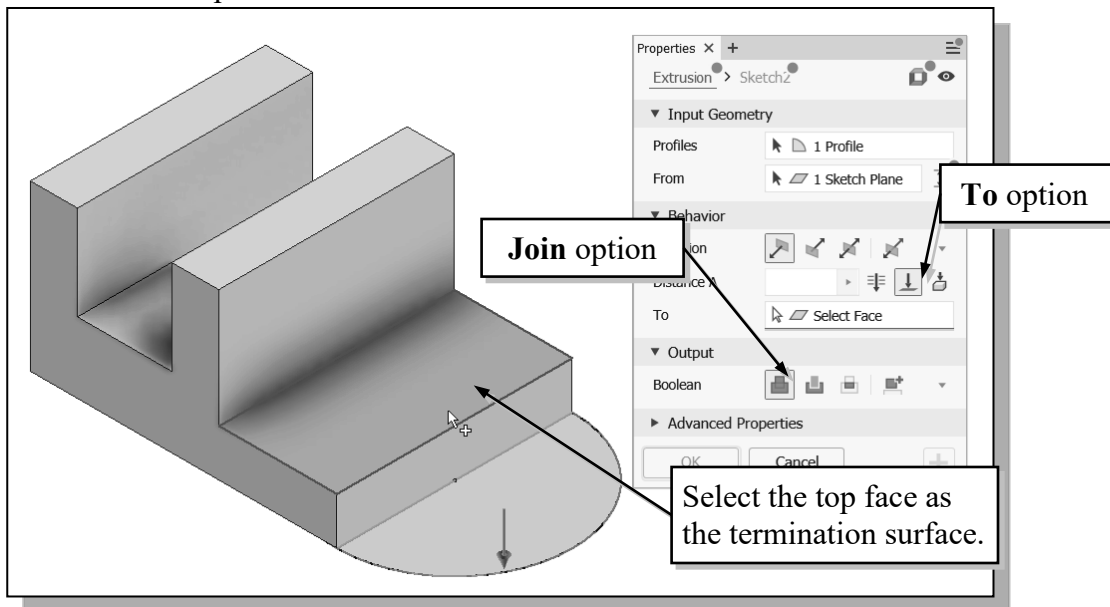 Properties × +
Extrusion > Sketch2
▼ Input Geometry
Profiles 1 Profile
From 1 Sketch Plane
To option
▼ Behavior
Join option
Distance A
To Select Face
▼ Output
Boolean
► Advanced Properties
OK Cancel
Select the top face as
the termination surface.